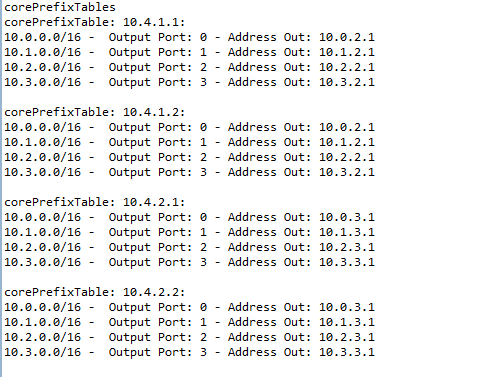 corePrefixTables
corePrefixTable: 10.4.1.1:
10.0.0.0/16 -  Output Port: 0 - Address Out: 10.0.2.1
10.1.0.0/16 -  Output Port: 1 - Address Out: 10.1.2.1
10.2.0.0/16 -  Output Port: 2 - Address Out: 10.2.2.1
10.3.0.0/16 -  Output Port: 3 - Address Out: 10.3.2.1
corePrefixTable: 10.4.1.2:
10.0.0.0/16 -  Output Port: 0 - Address Out: 10.0.2.1
10.1.0.0/16 -  Output Port: 1 - Address Out: 10.1.2.1
10.2.0.0/16 -  Output Port: 2 - Address Out: 10.2.2.1
10.3.0.0/16 -  Output Port: 3 - Address Out: 10.3.2.1
corePrefixTable: 10.4.2.1:
10.0.0.0/16 -  Output Port: 0 - Address Out: 10.0.3.1
10.1.0.0/16 -  Output Port: 1 - Address Out: 10.1.3.1
10.2.0.0/16 -  Output Port: 2 - Address Out: 10.2.3.1
10.3.0.0/16 -  Output Port: 3 - Address Out: 10.3.3.1
corePrefixTable: 10.4.2.2:
10.0.0.0/16 -  Output Port: 0 - Address Out: 10.0.3.1
10.1.0.0/16 -  Output Port: 1 - Address Out: 10.1.3.1
10.2.0.0/16 -  Output Port: 2 - Address Out: 10.2.3.1
10.3.0.0/16 -  Output Port: 3 - Address Out: 10.3.3.1